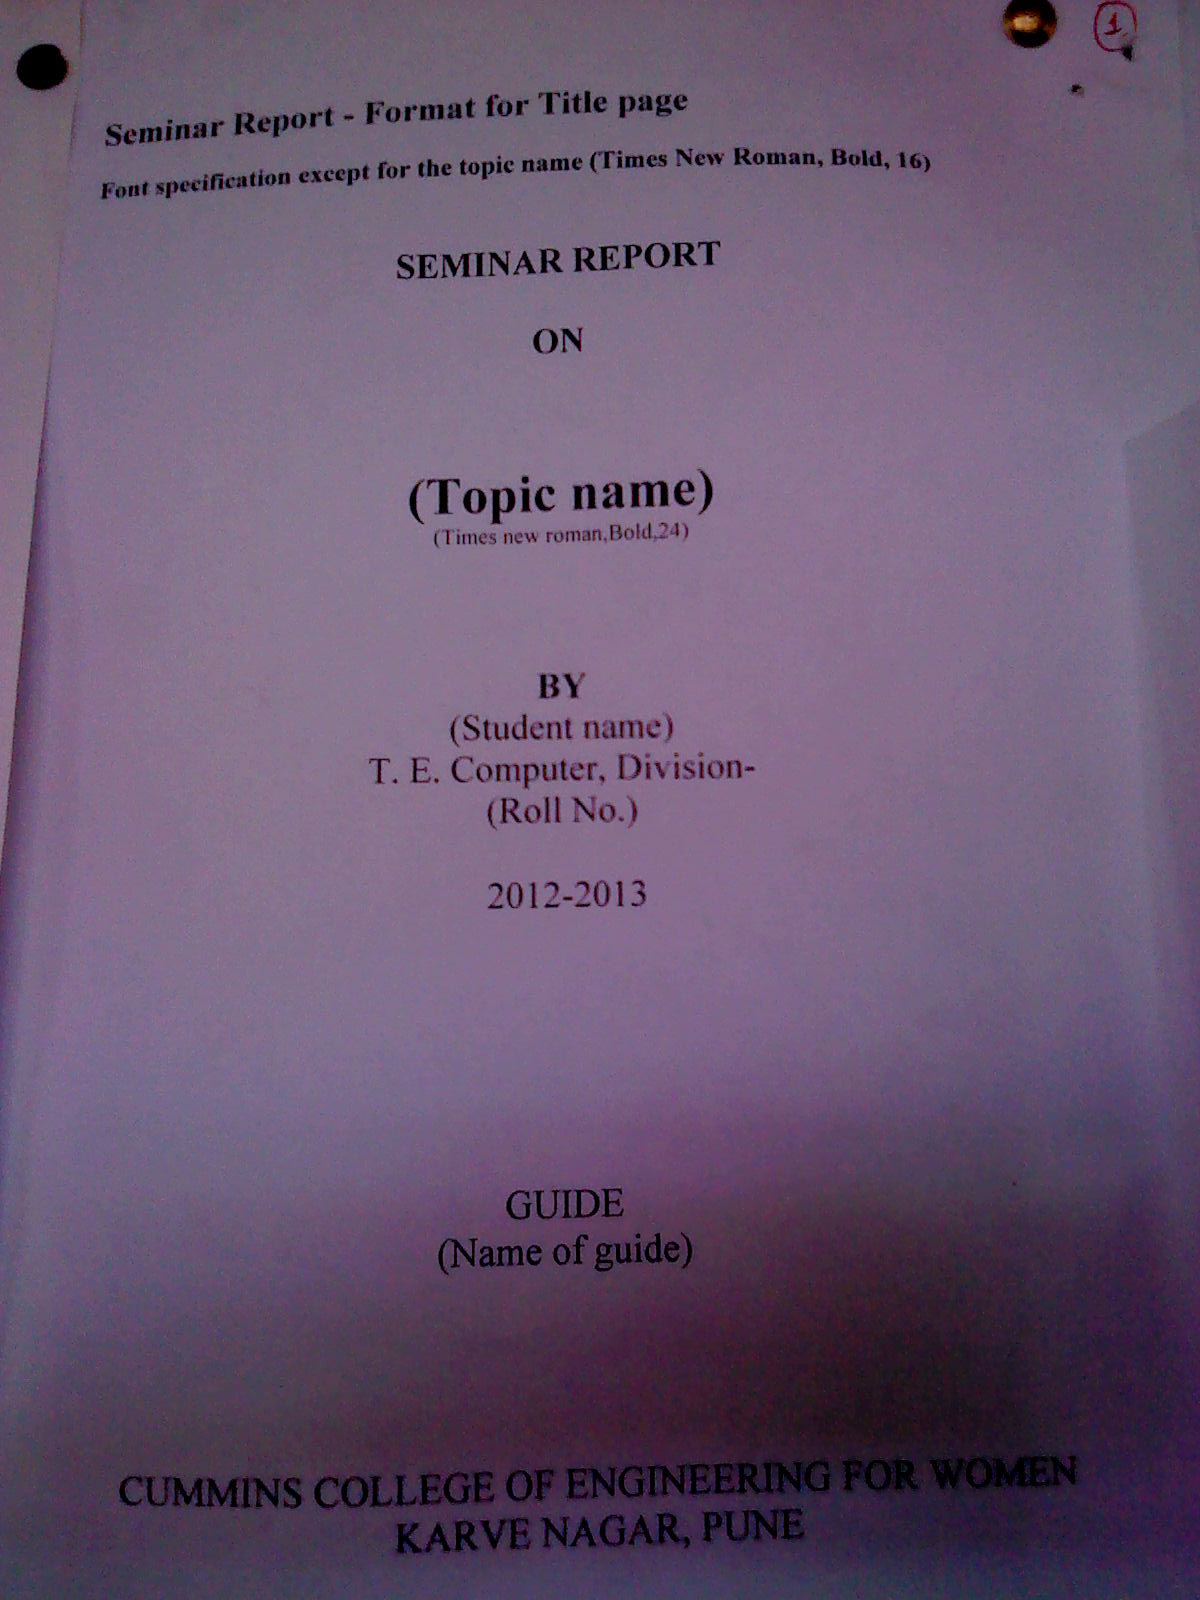 1
Seminar Report - Format for Title page
Font specification except for the topic name (Times New Roman, Bold, 16)
SEMINAR REPORT
ON
(Topic name)
(Times new roman,Bold,24)
BY
(Student name)
T. E. Computer, Division-
(Roll No.)
2012-2013
GUIDE
(Name of guide)
CUMMINS COLLEGE OF ENGINEERING FOR WOMEN
KARVE NAGAR, PUNE